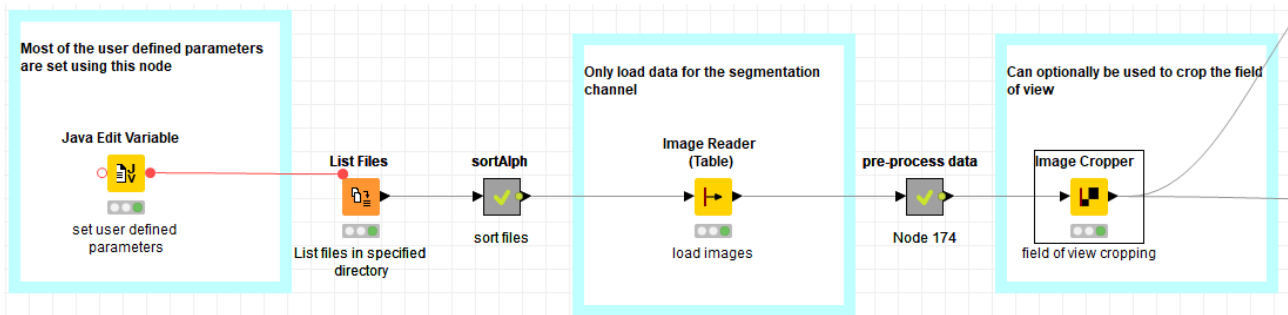 Most of the user defined parameters
are set using this node
Java Edit Variable
J
V
set user defined
parameters
List Files
List files in specified
directory
sortAlph
sort files
Only load data for the segmentation
channel
Image Reader
(Table)
load images
pre-process data
Node 174
Can optionally be used to crop the field
of view
Image Cropper
field of view cropping